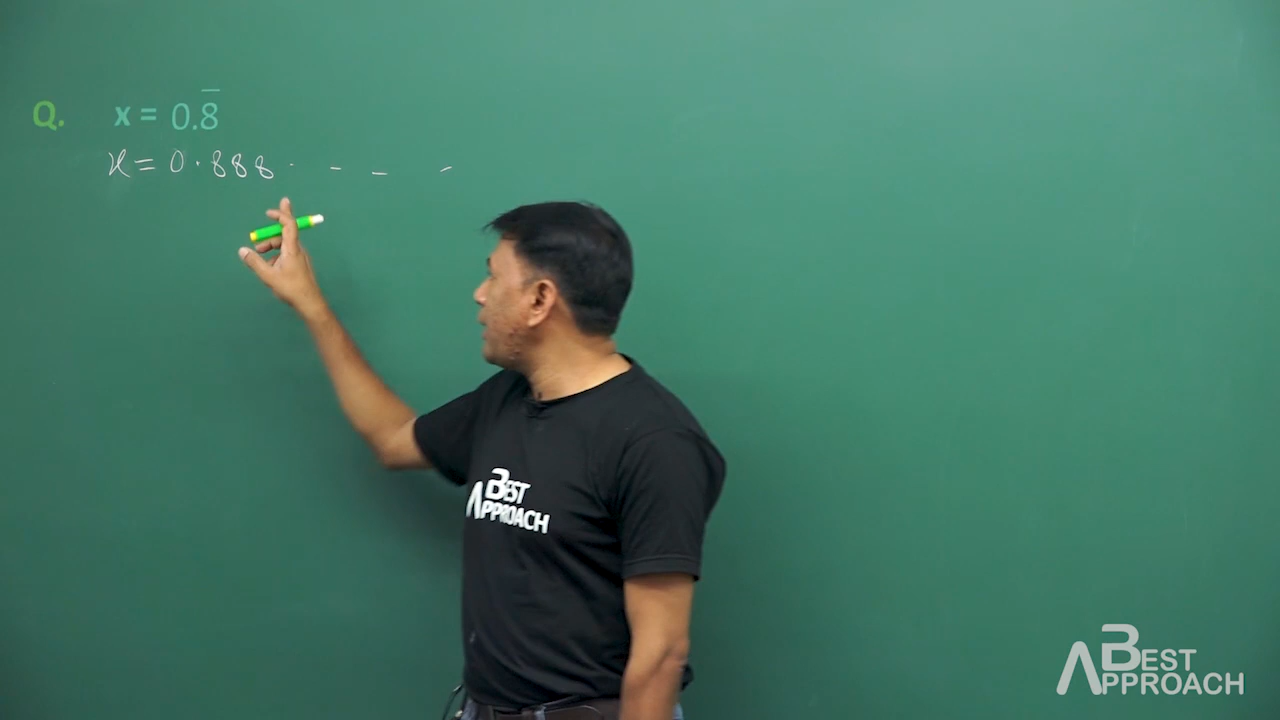 Q. x = 0.8̅
x = 0.888 . - - -
BEST
APPROACH
BEST
APPROACH